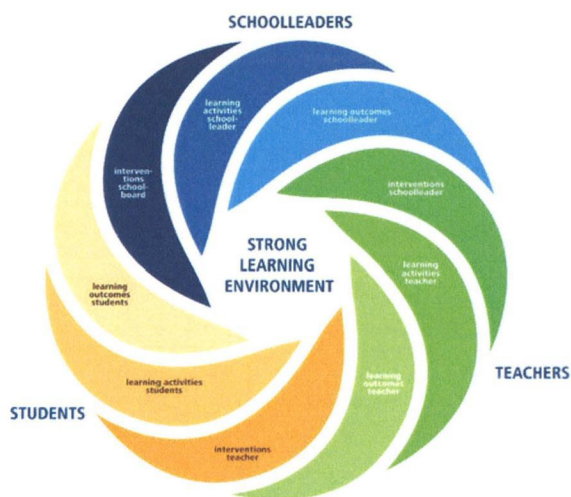 SCHOOLLEADERS
learning
activities
school-
leader
learning outcomes
schoolleader
interven-
tions
school-
board
interventions
schoolleader
STRONG
LEARNING
ENVIRONMENT
learning
activities
teacher
learning
outcomes
students
TEACHERS
learning activities
students
learning
outcomes
teacher
STUDENTS
interventions
teacher